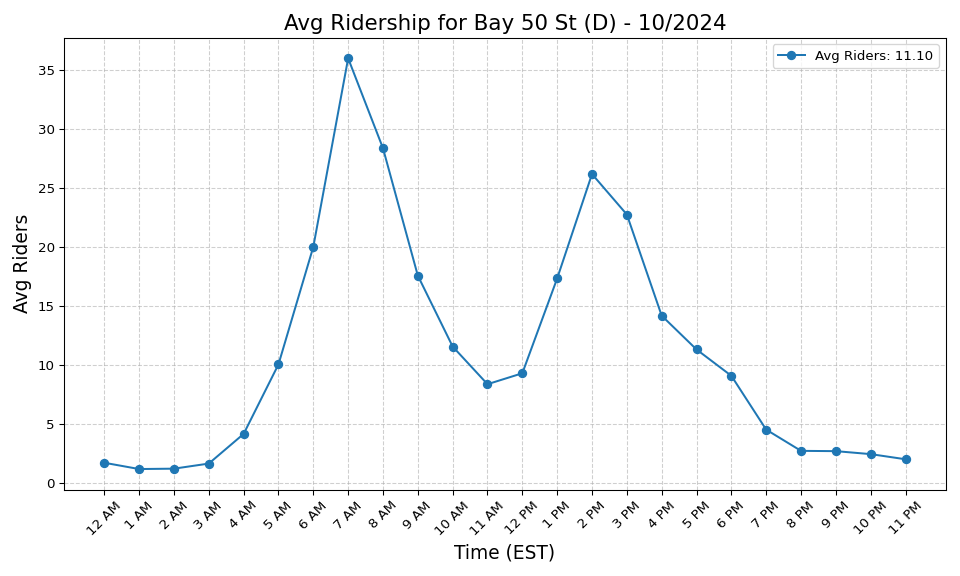 Avg Ridership for Bay 50 St (D) - 10/2024
Avg Riders: 11.10
Avg Riders
35
30
25
20
15
10
5
0
12 AM
1 AM
2 AM
3 AM
4 AM
5 AM
6 AM
7 AM
8 AM
9 AM
10 AM
11 AM
12 PM
1 PM
2 PM
3 PM
4 PM
5 PM
6 PM
7 PM
8 PM
9 PM
10 PM
11 PM
Time (EST)